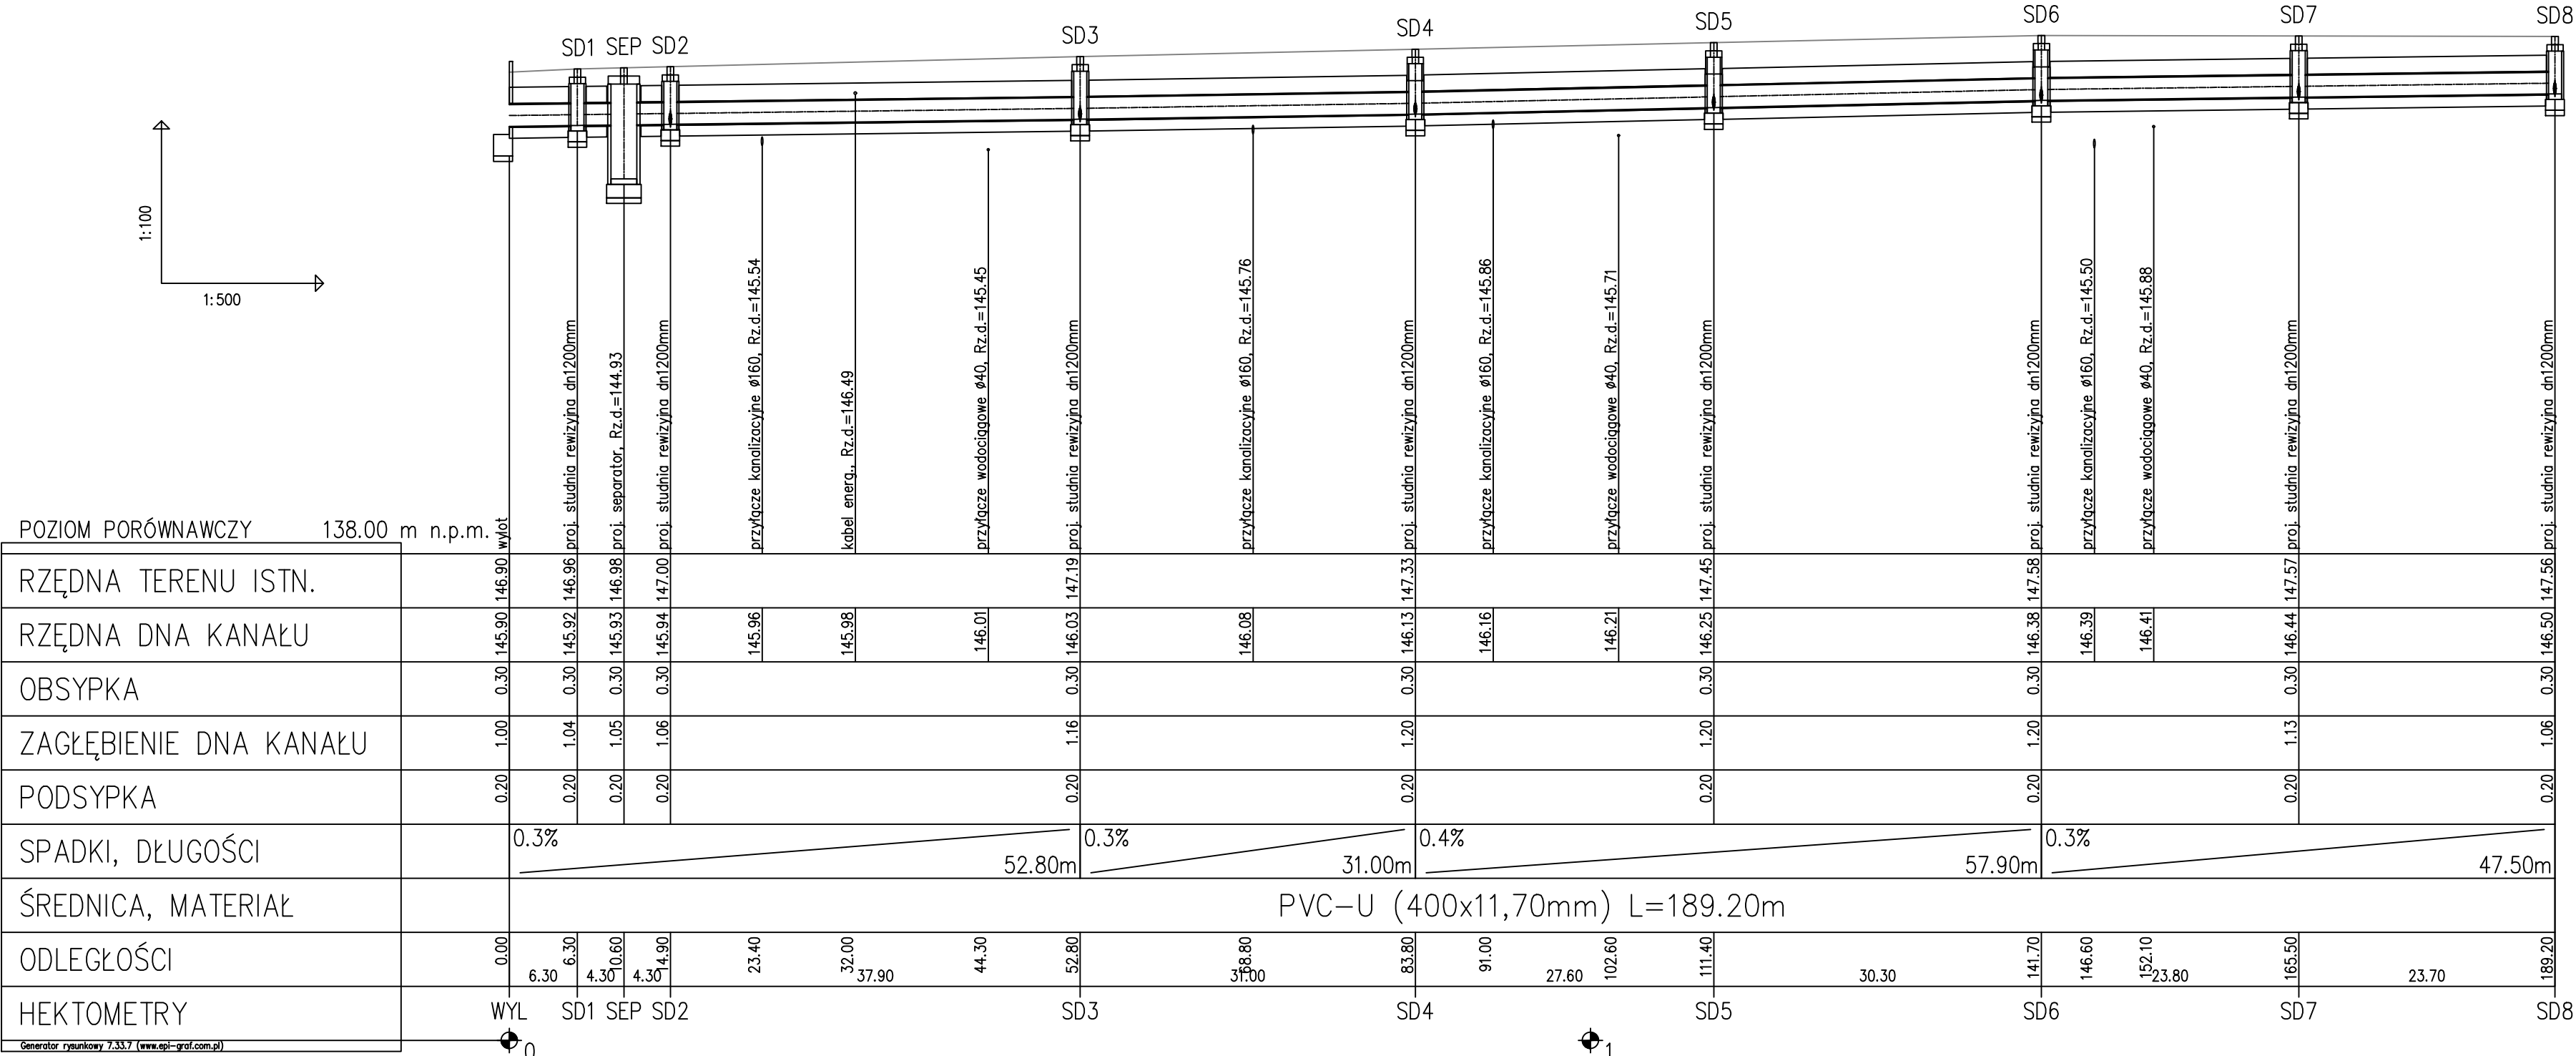 SD1 SEP SD2 SD3 SD4 SD5 SD6 SD7 SD8
1:100
1:500
wylot
proj. studnia rewizyjna dn1200mm
proj. separator, Rz.d.=144.93
proj. studnia rewizyjna dn1200mm
przyłącze kanalizacyjne ø160, Rz.d.=145.54
kabel energ., Rz.d.=146.49
przyłącze wodociągowe ø40, Rz.d.=145.45
proj. studnia rewizyjna dn1200mm
przyłącze kanalizacyjne ø160, Rz.d.=145.76
proj. studnia rewizyjna dn1200mm
przyłącze kanalizacyjne ø160, Rz.d.=145.86
przyłącze wodociągowe ø40, Rz.d.=145.71
proj. studnia rewizyjna dn1200mm
proj. studnia rewizyjna dn1200mm
przyłącze kanalizacyjne ø160, Rz.d.=145.50
przyłącze wodociągowe ø40, Rz.d.=145.88
proj. studnia rewizyjna dn1200mm
proj. studnia rewizyjna dn1200mm
POZIOM PORÓWNAWCZY 138.00 m n.p.m.
RZĘDNA TERENU ISTN. 146.90 146.96 146.98 147.00 147.19 147.33 147.45 147.58 147.57 147.56
RZĘDNA DNA KANAŁU 145.90 145.92 145.93 145.94 145.96 145.98 146.01 146.03 146.08 146.13 146.16 146.21 146.25 146.38 146.39 146.41 146.44 146.50
OBSYPKA 0.30 0.30 0.30 0.30 0.30 0.30 0.30 0.30 0.30 0.30
ZAGŁĘBIENIE DNA KANAŁU 1.00 1.04 1.05 1.06 1.16 1.20 1.20 1.20 1.13 1.06
PODSYPKA 0.20 0.20 0.20 0.20 0.20 0.20 0.20 0.20 0.20 0.20
SPADKI, DŁUGOŚCI 0.3% 52.80m 0.3% 31.00m 0.4% 57.90m 0.3% 47.50m
ŚREDNICA, MATERIAŁ PVC-U (400x11,70mm) L=189.20m
ODLEGŁOŚCI 0.00 6.30 10.60 14.90 23.40 32.00 44.30 52.80 68.80 83.80 91.00 102.60 111.40 141.70 146.60 152.10 165.50 189.20
6.30 4.30 4.30 37.90 31.00 27.60 30.30 23.80 23.70
HEKTOMETRY WYL SD1 SEP SD2 SD3 SD4 SD5 SD6 SD7 SD8
Generator rysunkowy 7.33.7 (www.epi-graf.com.pl)
0 1